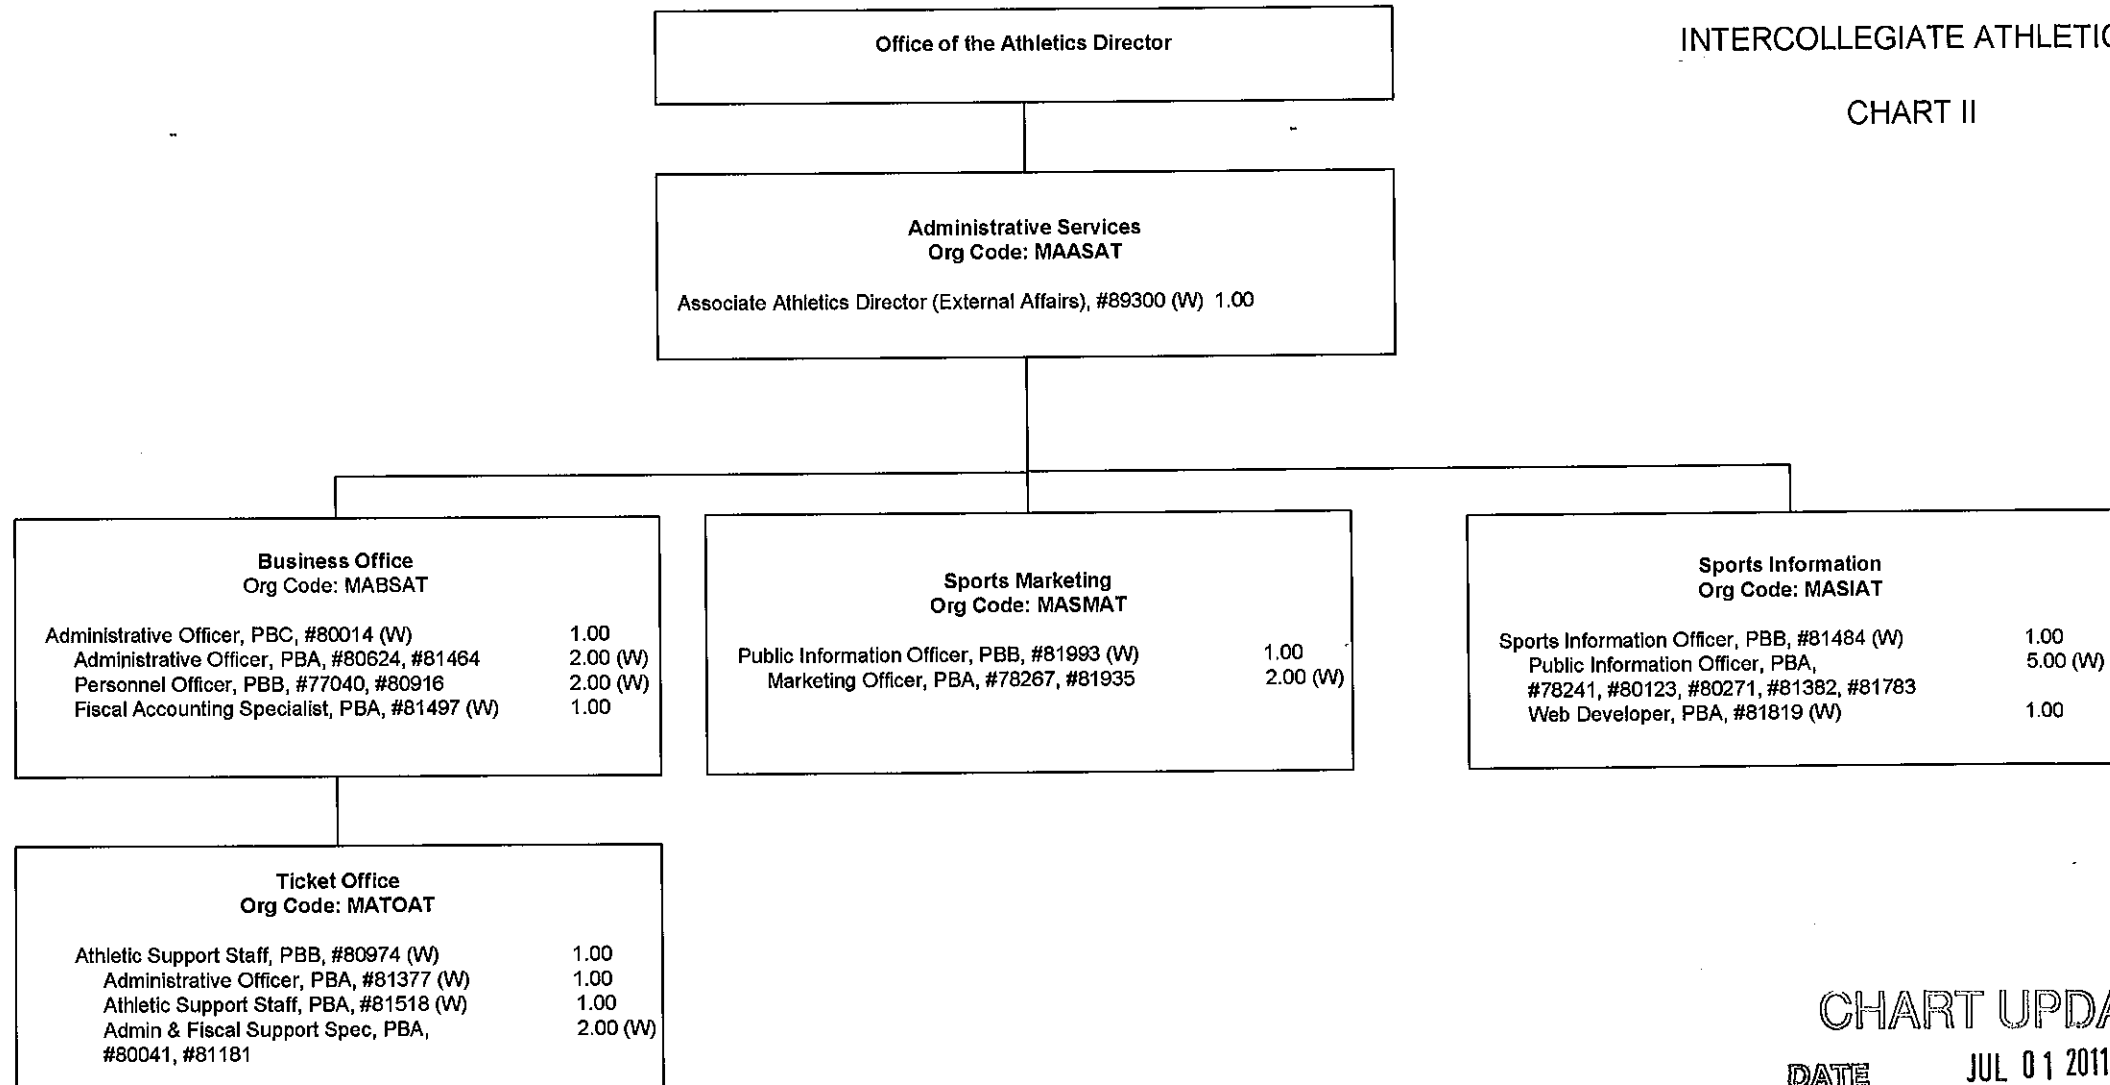 Office of the Athletics Director
INTERCOLLEGIATE
CHART II
Administrative Services
Org Code: MAASAT
Associate Athletics Director (External Affairs), #89300 (W) 1.00
Business Office
Org Code: MABSAT
Administrative Officer, PBC, #80014 (W) 1.00
Administrative Officer, PBA, #80624, #81464 2.00 (W)
Personnel Officer, PBB, #77040, #80916 2.00 (W)
Fiscal Accounting Specialist, PBA, #81497 (W) 1.00
Sports Marketing
Org Code: MASMAT
Public Information Officer, PBB, #81993 (W) 1.00
Marketing Officer, PBA, #78267, #81935 2.00 (W)
Sports Information
Org Code: MASIAT
Sports Information Officer, PBB, #81484 (W) 1.00
Public Information Officer, PBA, 5.00 (W)
#78241, #80123, #80271, #81382, #81783
Web Developer, PBA, #81819 (W) 1.00
Ticket Office
Org Code: MATOAT
Athletic Support Staff, PBB, #80974 (W) 1.00
Administrative Officer, PBA, #81377 (W) 1.00
Athletic Support Staff, PBA, #81518 (W) 1.00
Admin & Fiscal Support Spec, PBA, 2.00 (W)
#80041, #81181
CHART
DATE JUL 01 2011